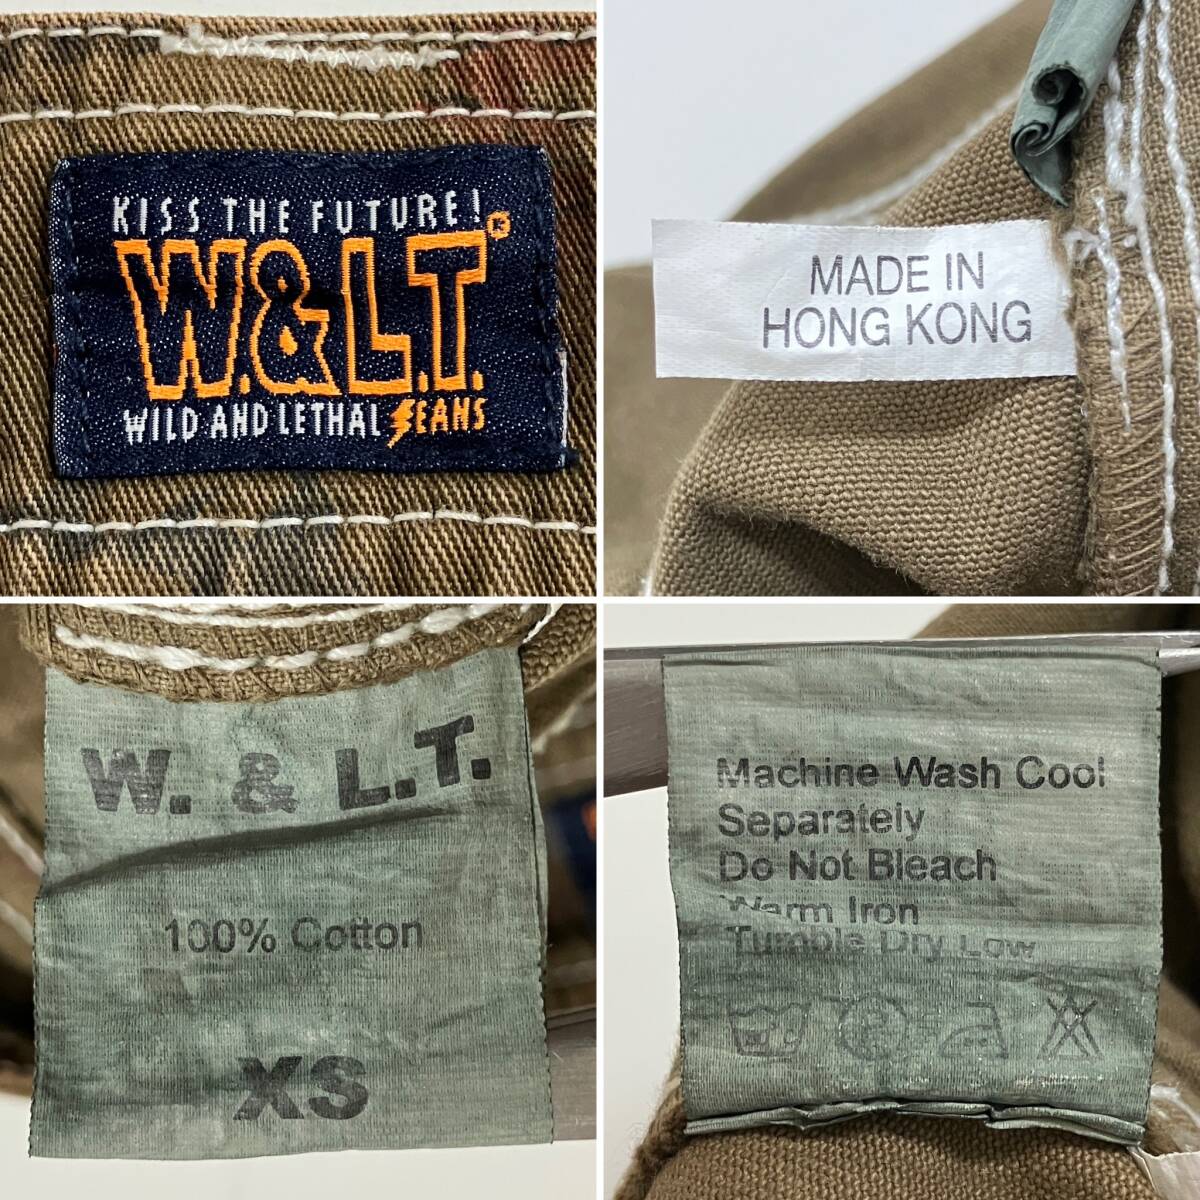 KISS THE FUTURE!
W.&L.T.®
WILD AND LETHAL JEANS
MADE IN
HONG KONG
W. & L.T.
100% Cotton
XS
Machine Wash Cool
Separately
Do Not Bleach
Warm Iron
Tumble Dry Low